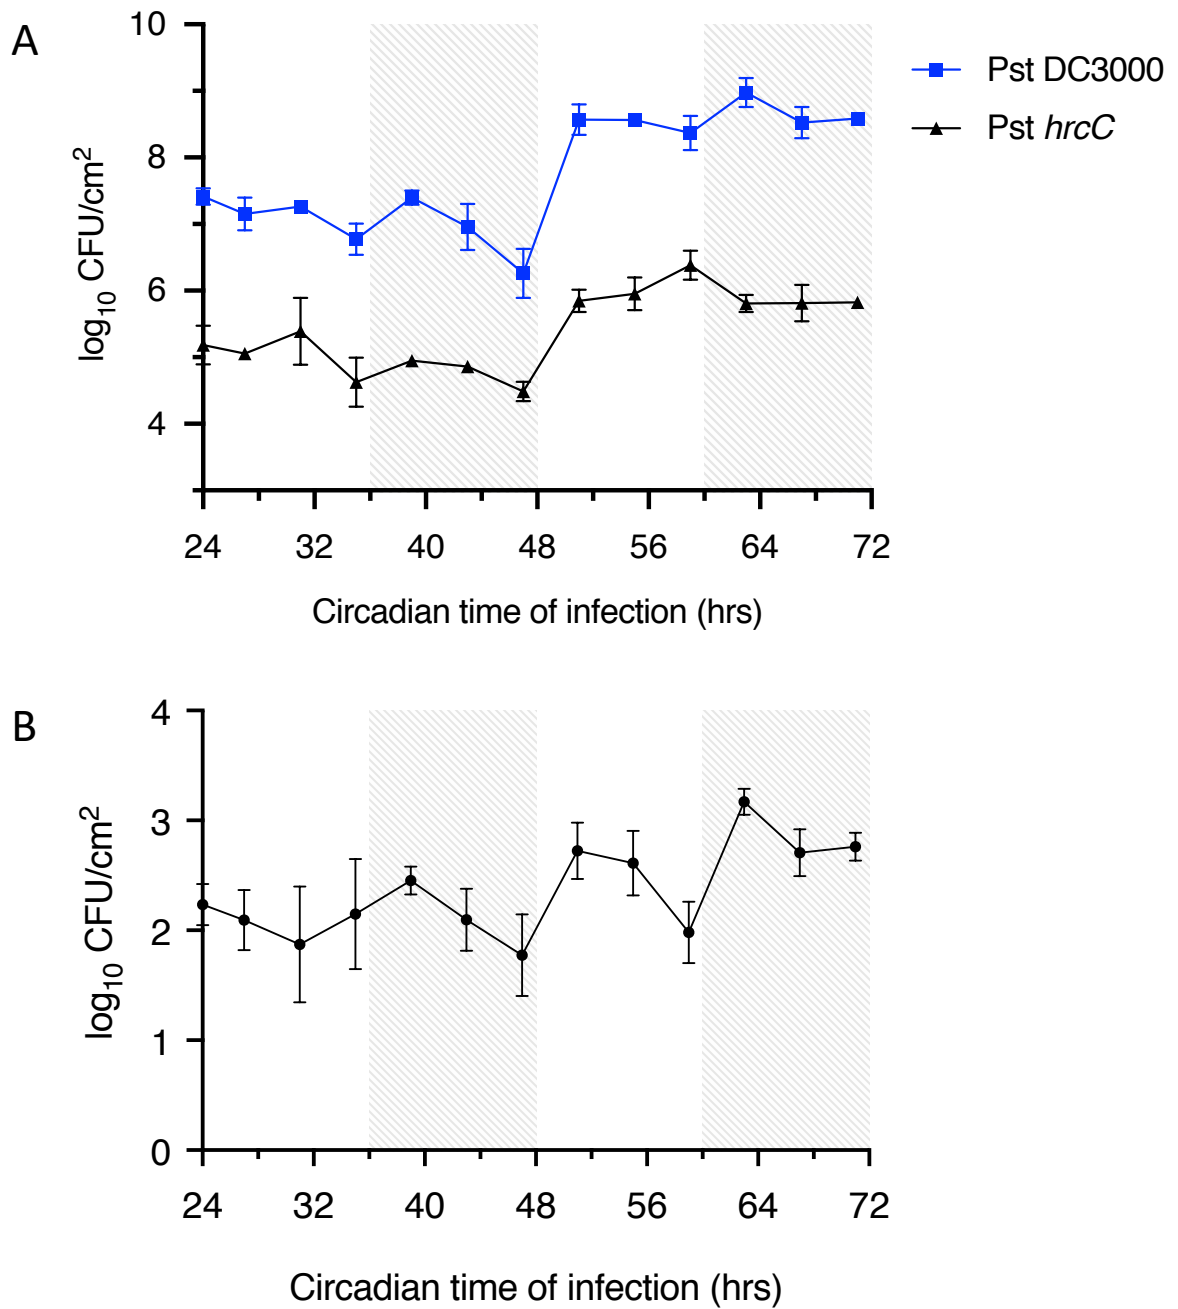 A
10
8
6
4
log10 CFU/cm2
24 32 40 48 56 64 72
Circadian time of infection (hrs)
Pst DC3000
Pst hrcC
B
4
3
2
1
0
log10 CFU/cm2
24 32 40 48 56 64 72
Circadian time of infection (hrs)